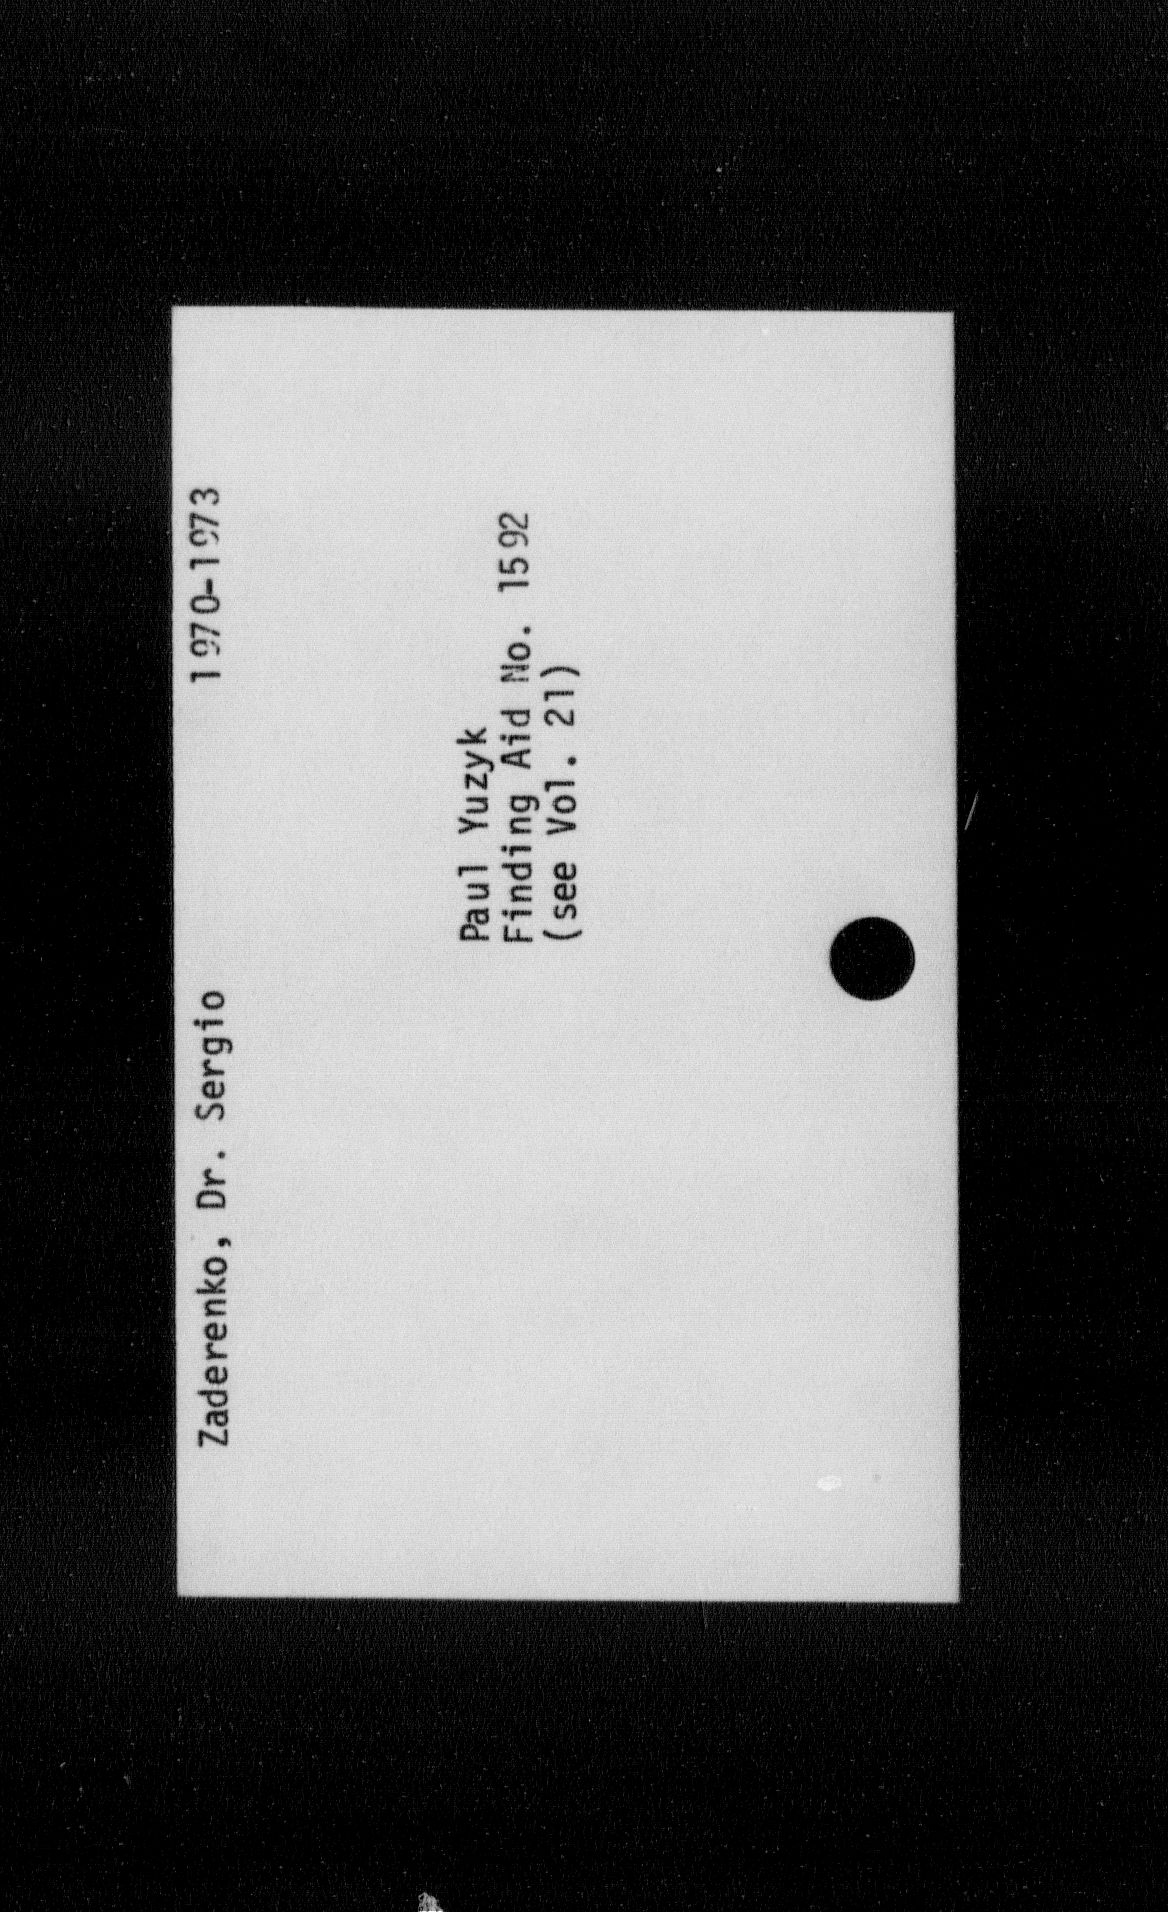 Zaderenko, Dr. Sergio 1970-1973
Paul Yuzyk
Finding Aid No. 1592
(see Vol. 21)